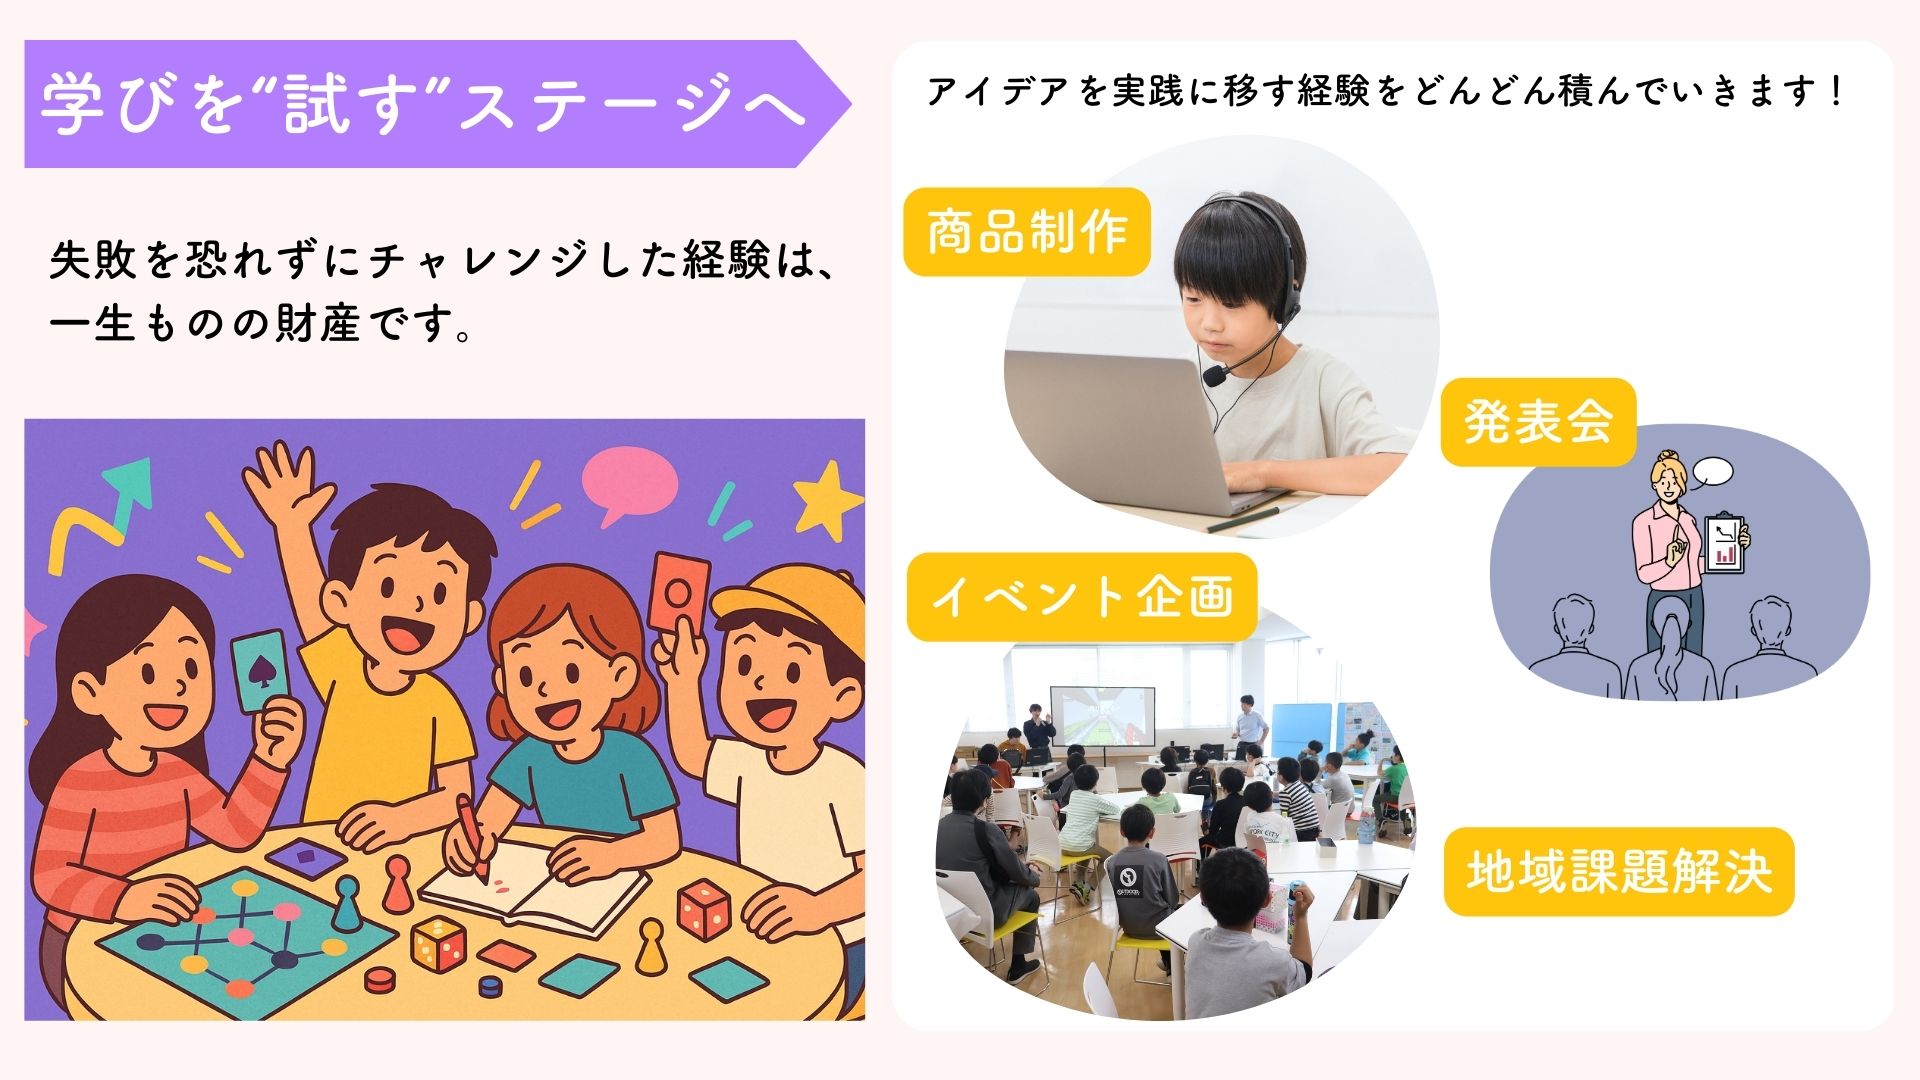 学びを“試す”ステージへ
失敗を恐れずにチャレンジした経験は、
一生ものの財産です。
アイデアを実践に移す経験をどんどん積んでいきます！
商品制作
発表会
イベント企画
地域課題解決